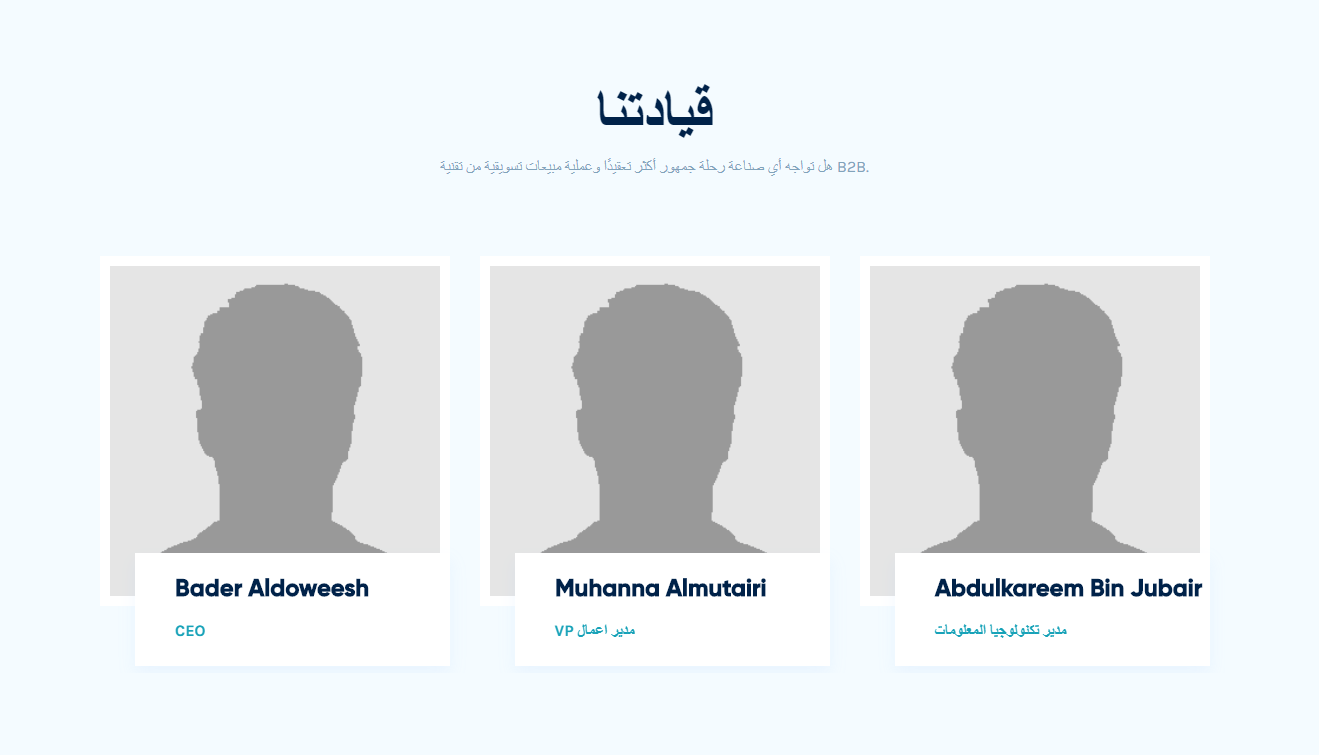 قيادتنا
هل تواجه أي صناعة رحلة جمهور أكثر تعقيدًا وعملية مبيعات تسويقية من تقنية B2B.
Bader Aldoweesh
CEO
Muhanna Almutairi
VP مدير اعمال
Abdulkareem Bin Jubair
مدير تكنولوجيا المعلومات